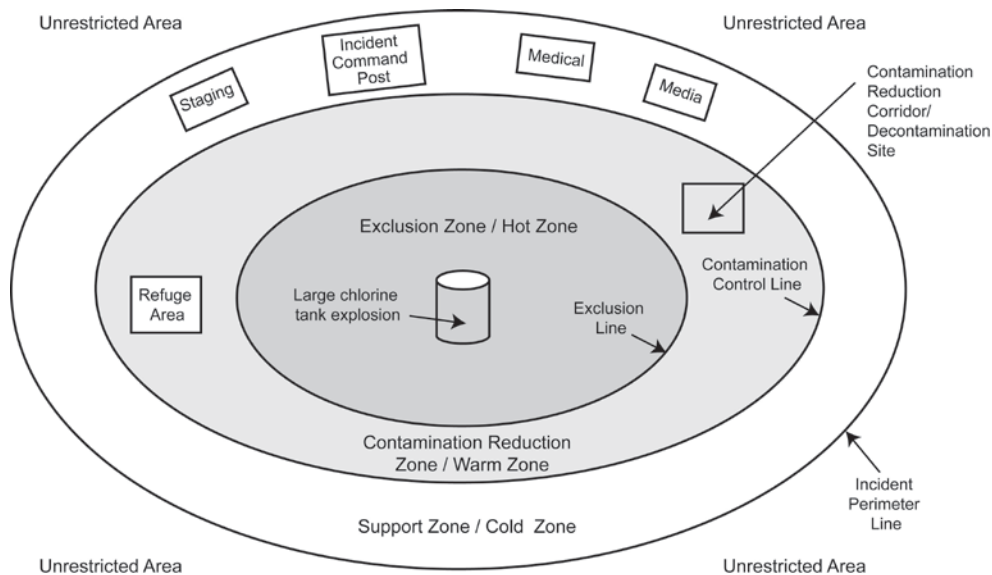 Unrestricted Area
Unrestricted Area
Incident
Command
Post
Medical
Staging
Media
Contamination
Reduction
Corridor/
Decontamination
Site
Exclusion Zone / Hot Zone
Contamination
Control Line
Refuge
Area
Large chlorine
tank explosion
Exclusion
Line
Contamination Reduction
Zone / Warm Zone
Incident
Perimeter
Line
Support Zone / Cold Zone
Unrestricted Area
Unrestricted Area